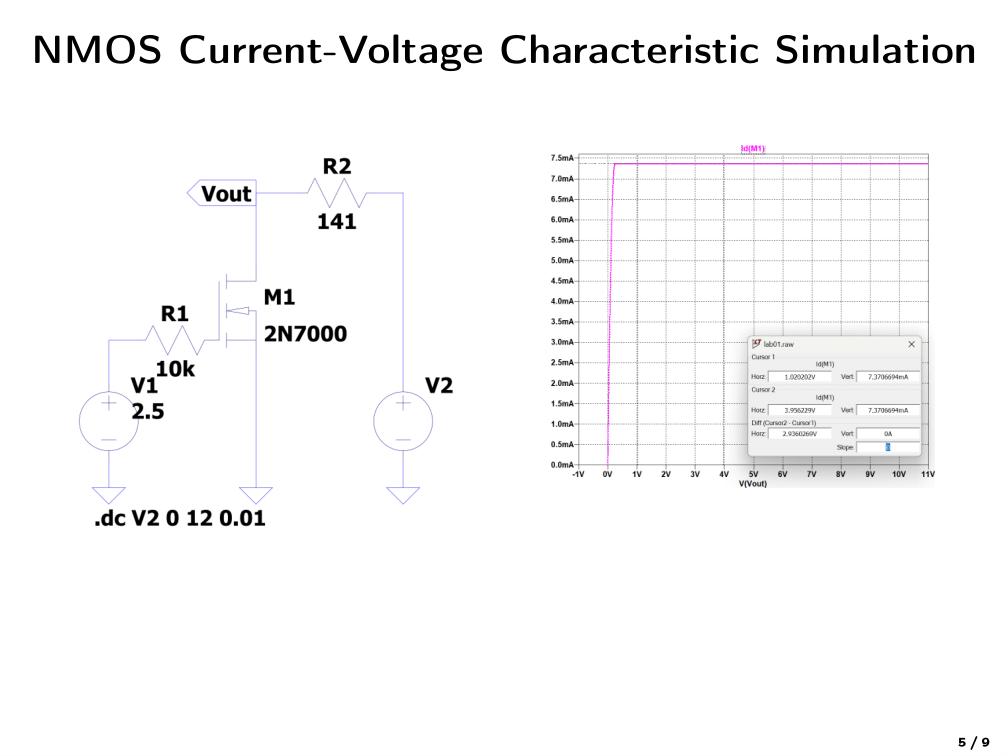 NMOS Current-Voltage Characteristic Simulation
R2
Vout
141
M1
R1
2N7000
10k
V1
2.5
V2
.dc V2 0 12 0.01
Id(M1)
7.5mA
7.0mA
6.5mA
6.0mA
5.5mA
5.0mA
4.5mA
4.0mA
3.5mA
3.0mA
2.5mA
2.0mA
1.5mA
1.0mA
0.5mA
0.0mA
-1V 0V 1V 2V 3V 4V 5V 6V 7V 8V 9V 10V 11V
V(Vout)
lab01.raw
Cursor 1
Id(M1)
Horz: 1.020202V Vert: 7.3706694mA
Cursor 2
Id(M1)
Horz: 3.956229V Vert: 7.3706694mA
Diff (Cursor2 - Cursor1)
Horz: 2.9360269V Vert: 0A
Slope: 0
5 / 9